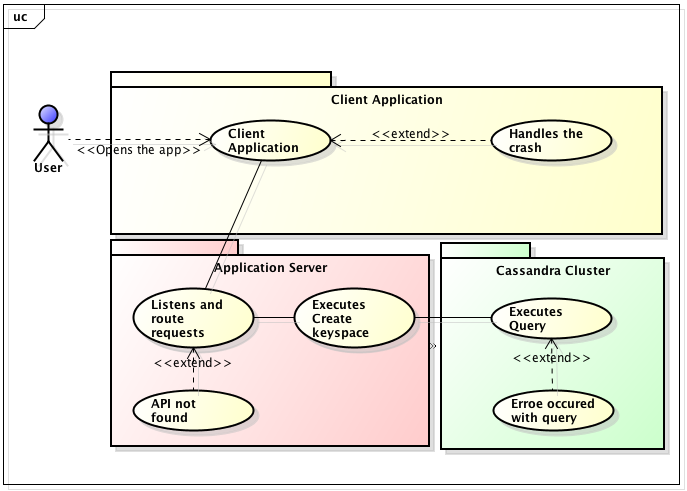 uc
Client Application
Client
Application
<<extend>>
Handles the
crash
<<Opens the app>>
User
Application Server
Listens and
route
requests
Executes
Create
keyspace
<<extend>>
API not
found
Cassandra Cluster
Executes
Query
<<extend>>
Erroe occured
with query